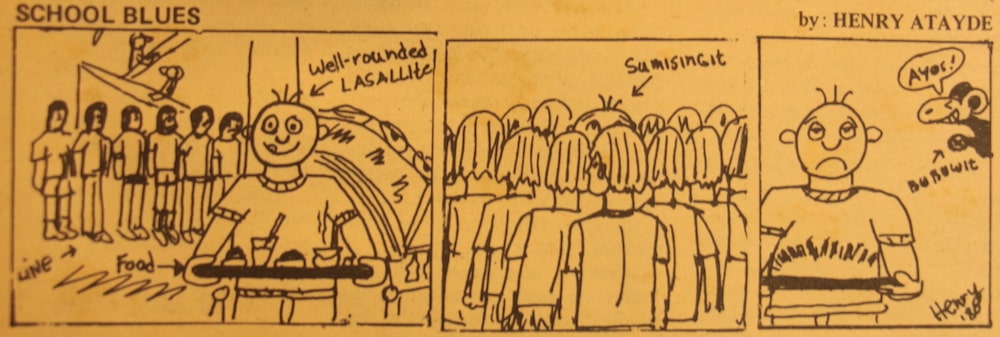 SCHOOL BLUES
by: HENRY ATAYDE
Well-rounded
LASALLITE
LINE
Food
SUMISINGIT
AYOS!
BUBUWIT
Henry
'80